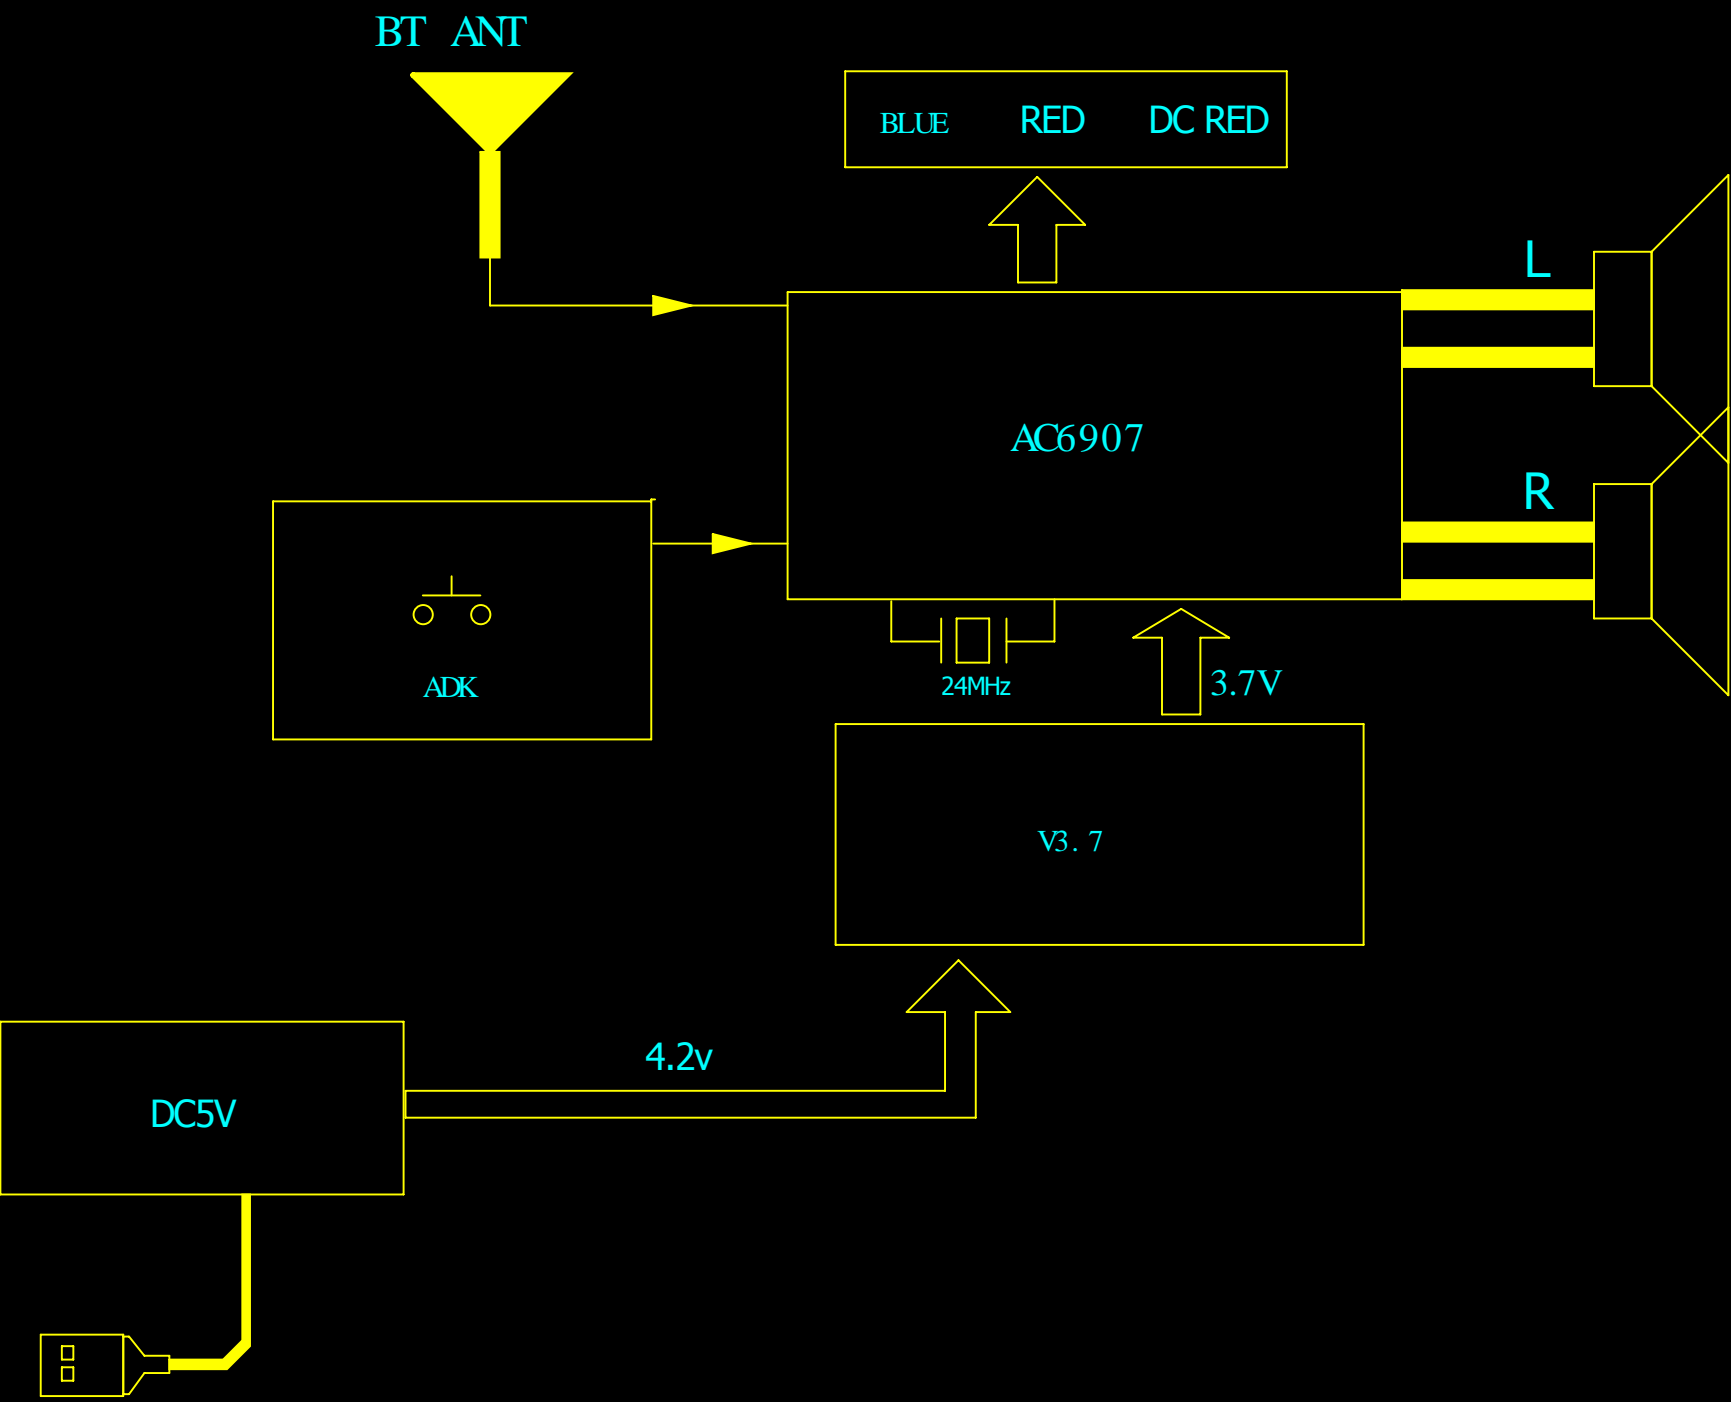 BT ANT
BLUE RED DC RED
L
AC6907
R
ADK
24MHz
3.7V
V3. 7
4.2v
DC5V